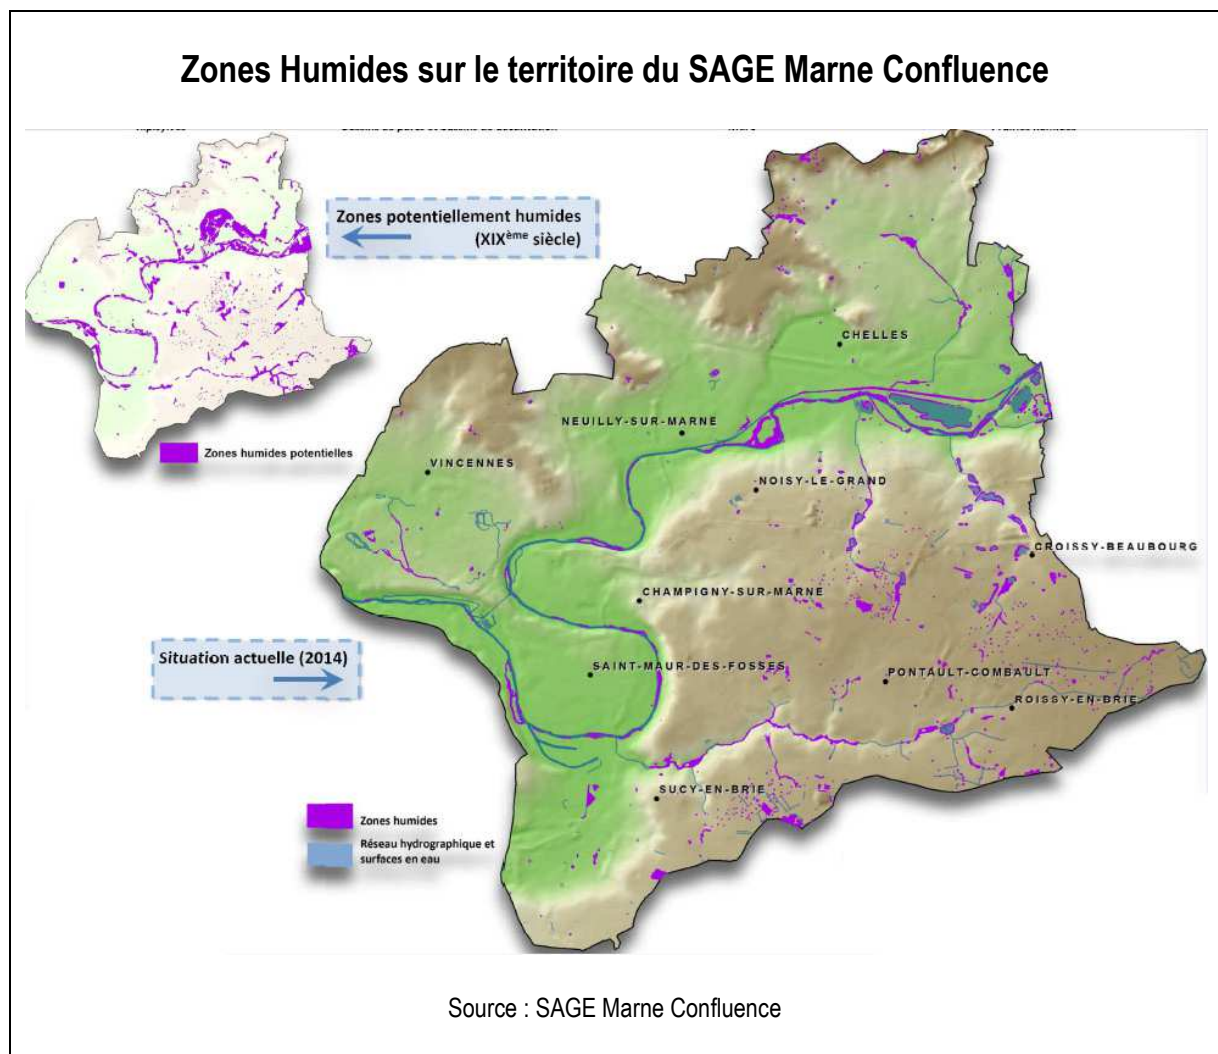 Zones Humides sur le territoire du SAGE Marne Confluence
Zones potentiellement humides
(XIXème siècle)
CHELLES
NEUILLY-SUR-MARNE
Zones humides potentielles
VINCENNES
NOISY-LE-GRAND
CROISSY-BEAUBOURG
CHAMPIGNY-SUR-MARNE
Situation actuelle (2014)
SAINT-MAUR-DES-FOSSES
PONTAULT-COMBAULT
ROISSY-EN-BRIE
SUCY-EN-BRIE
Zones humides
Réseau hydrographique et
surfaces en eau
Source : SAGE Marne Confluence